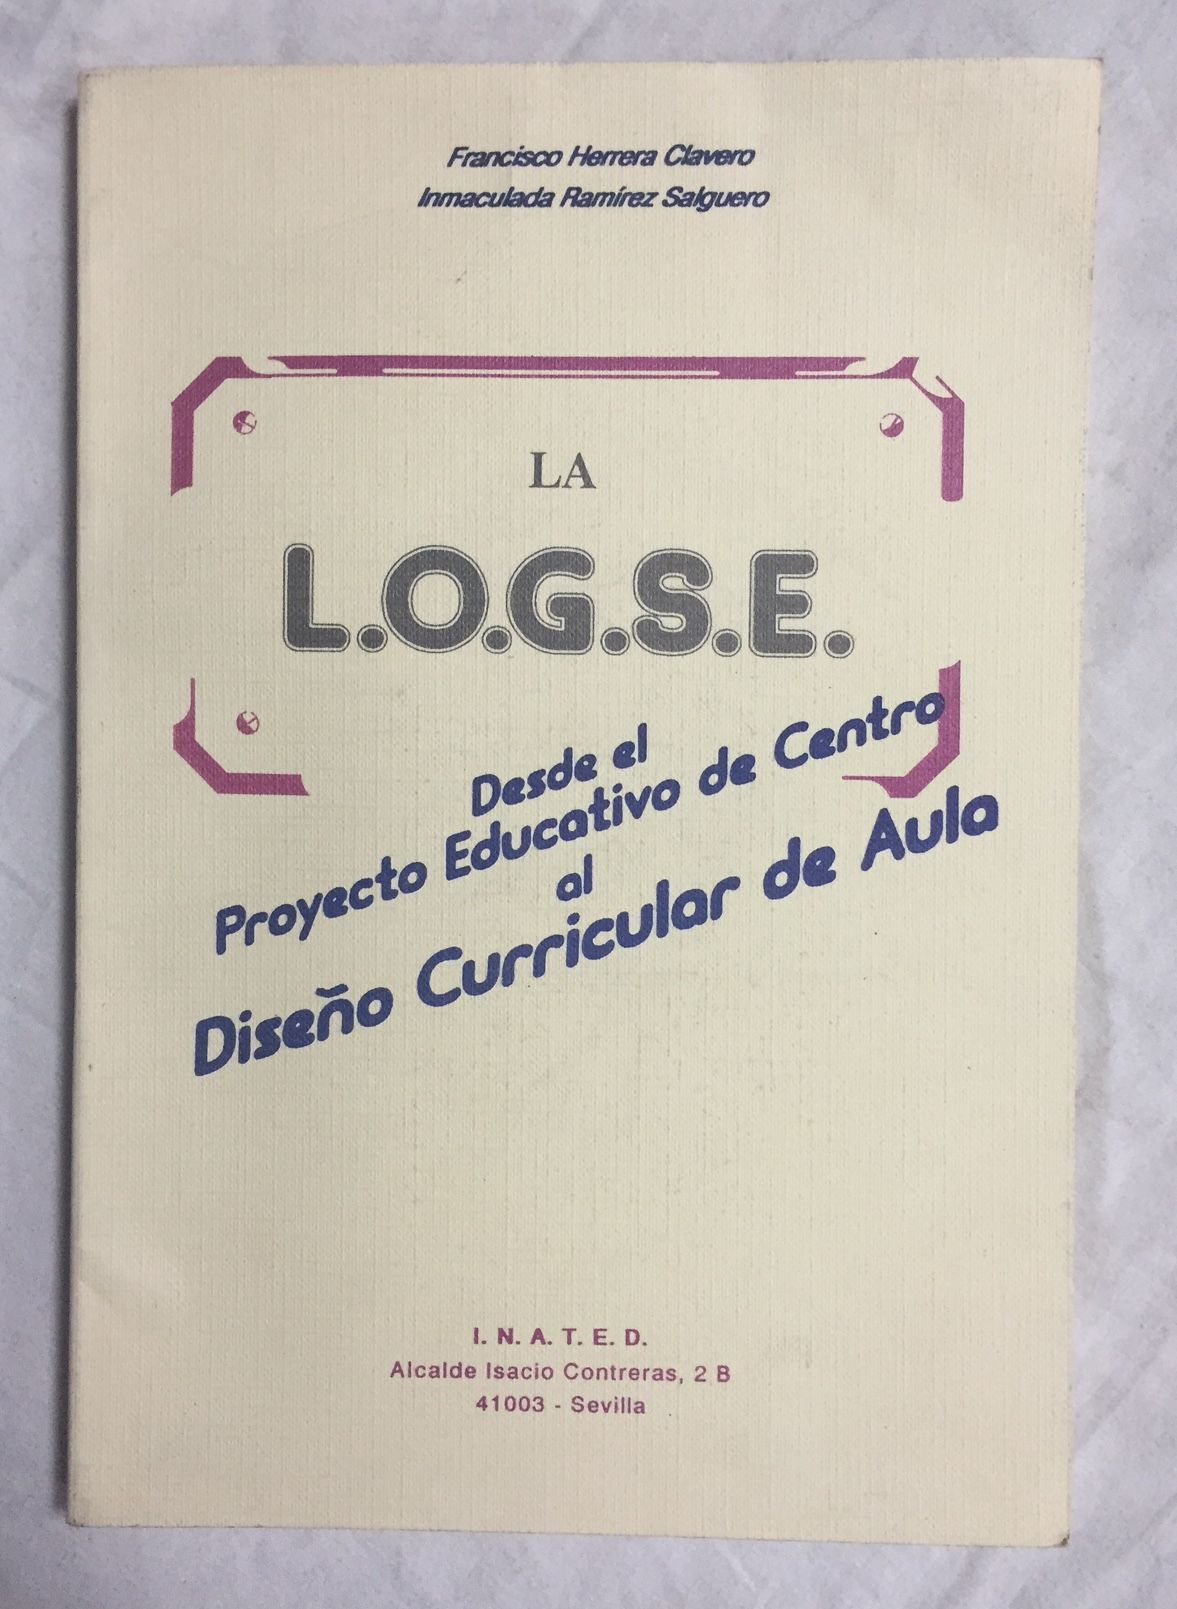 Francisco Herrera Clavero
Inmaculada Ramírez Salguero
LA
L.O.G.S.E.
Desde el
Proyecto Educativo de Centro
al
Diseño Curricular de Aula
I. N. A. T. E. D.
Alcalde Isacio Contreras, 2 B
41003 - Sevilla